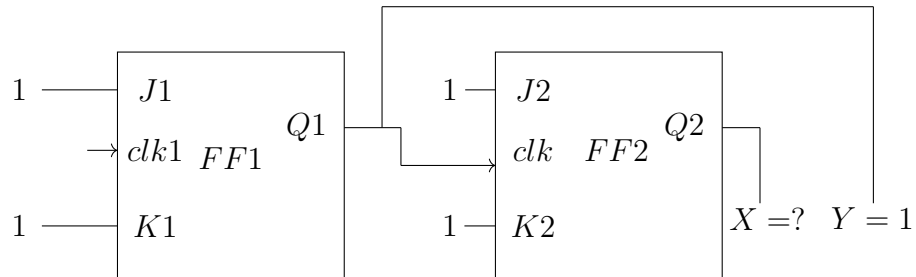 1 J1 Q1 1 J2 Q2
clk1 FF1 clk FF2
1 K1 1 K2 X =? Y = 1